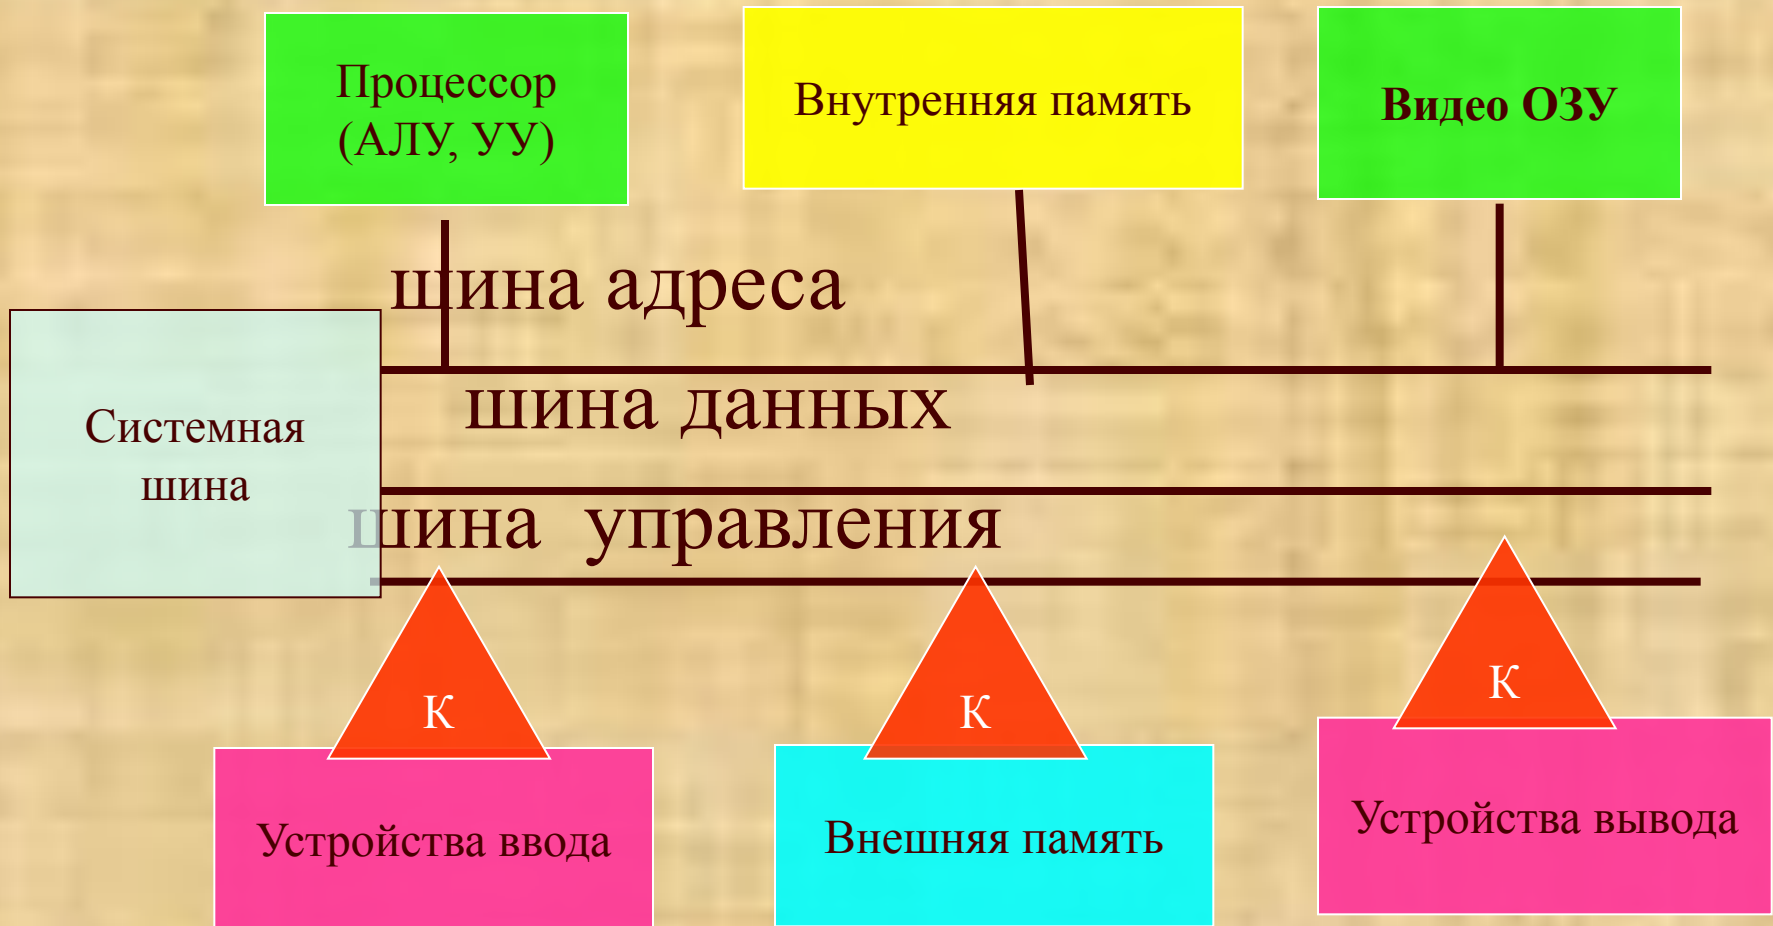 Процессор
(АЛУ, УУ)
Внутренняя память
Видео ОЗУ
шина адреса
шина данных
Системная
шина
шина управления
К
К
К
Устройства ввода
Внешняя память
Устройства вывода